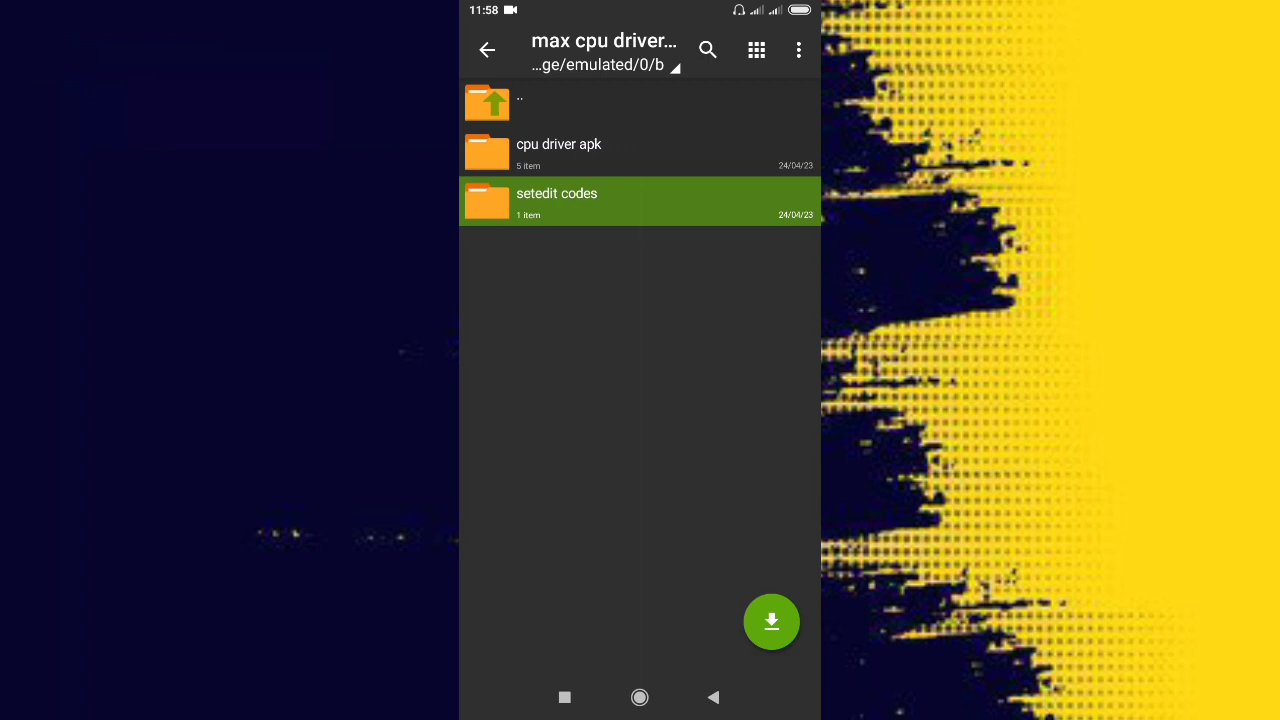 11:58
max cpu driver...
...ge/emulated/0/b
..
cpu driver apk
5 item
24/04/23
setedit codes
1 item
24/04/23